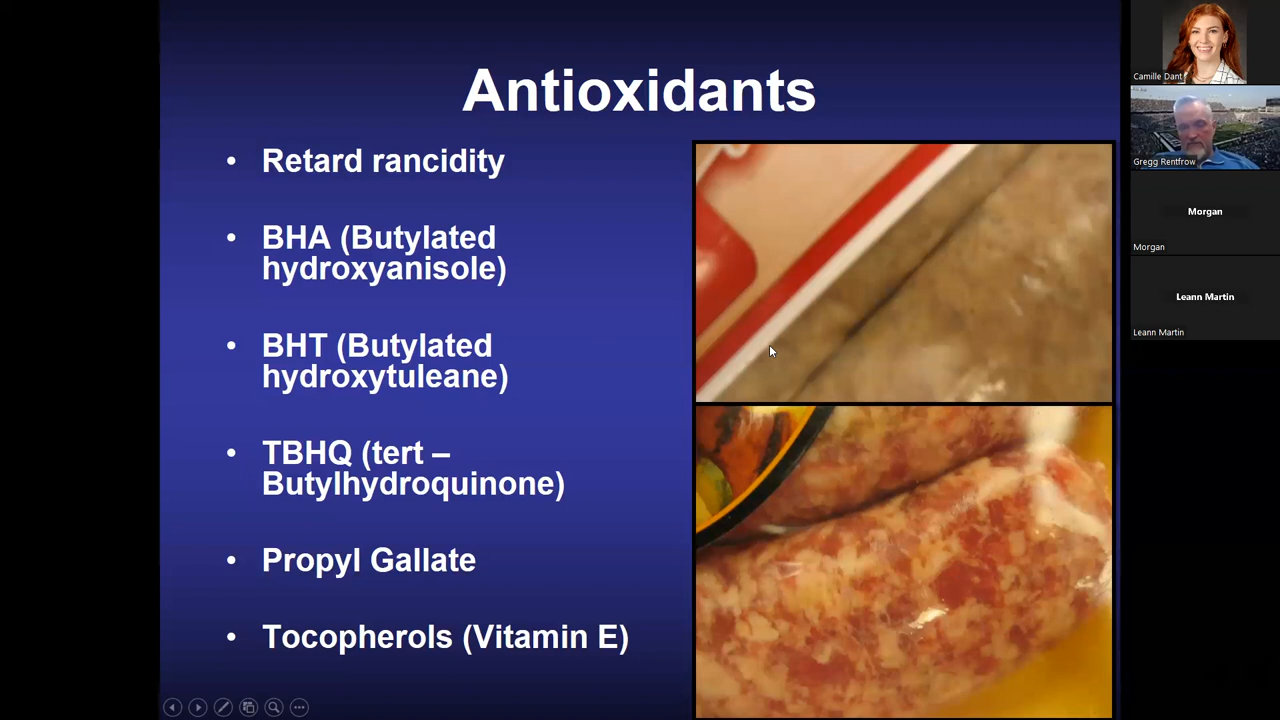 Antioxidants
• Retard rancidity
• BHA (Butylated
hydroxyanisole)
• BHT (Butylated
hydroxytuleane)
• TBHQ (tert –
Butylhydroquinone)
• Propyl Gallate
• Tocopherols (Vitamin E)
Camille Dant
Gregg Rentfrow
Morgan
Morgan
Leann Martin
Leann Martin